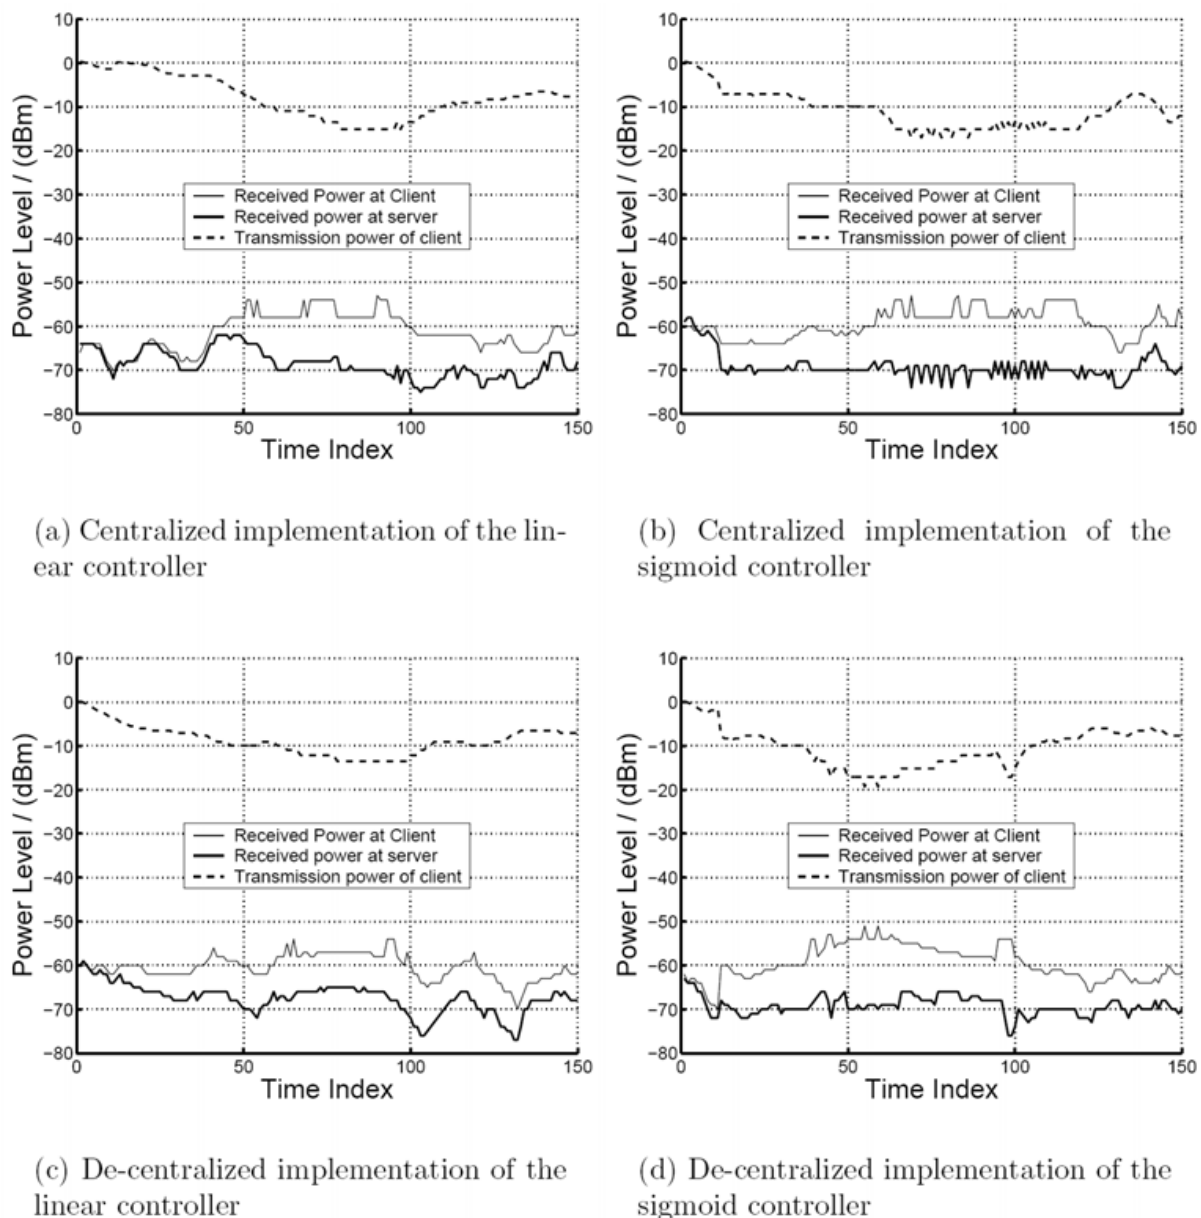 10
0
−10
−20
−30
−40
−50
−60
−70
−80
Power Level / (dBm)
Received Power at Client
Received power at server
Transmission power of client
0 50 100 150
Time Index
10
0
−10
−20
−30
−40
−50
−60
−70
−80
Power Level / (dBm)
Received Power at Client
Received power at server
Transmission power of client
0 50 100 150
Time Index
(a) Centralized implementation of the lin-
ear controller
(b) Centralized implementation of the
sigmoid controller
10
0
−10
−20
−30
−40
−50
−60
−70
−80
Power Level / (dBm)
Received Power at Client
Received power at server
Transmission power of client
0 50 100 150
Time Index
10
0
−10
−20
−30
−40
−50
−60
−70
−80
Power Level / (dBm)
Received Power at Client
Received power at server
Transmission power of client
0 50 100 150
Time Index
(c) De-centralized implementation of the
linear controller
(d) De-centralized implementation of the
sigmoid controller